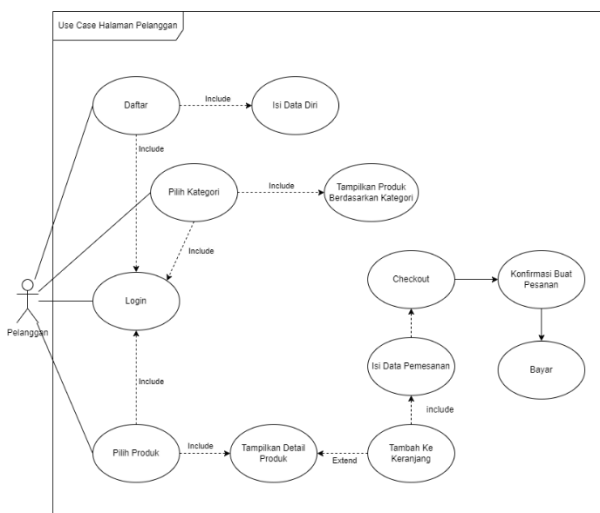 Use Case Halaman Pelanggan
Daftar
Include
Isi Data Diri
Include
Pilih Kategori
Include
Tampilkan Produk
Berdasarkan Kategori
Include
Login
Checkout
Konfirmasi Buat
Pesanan
Pelanggan
Isi Data Pemesanan
Bayar
Include
include
Pilih Produk
Include
Tampilkan Detail
Produk
Extend
Tambah Ke
Keranjang